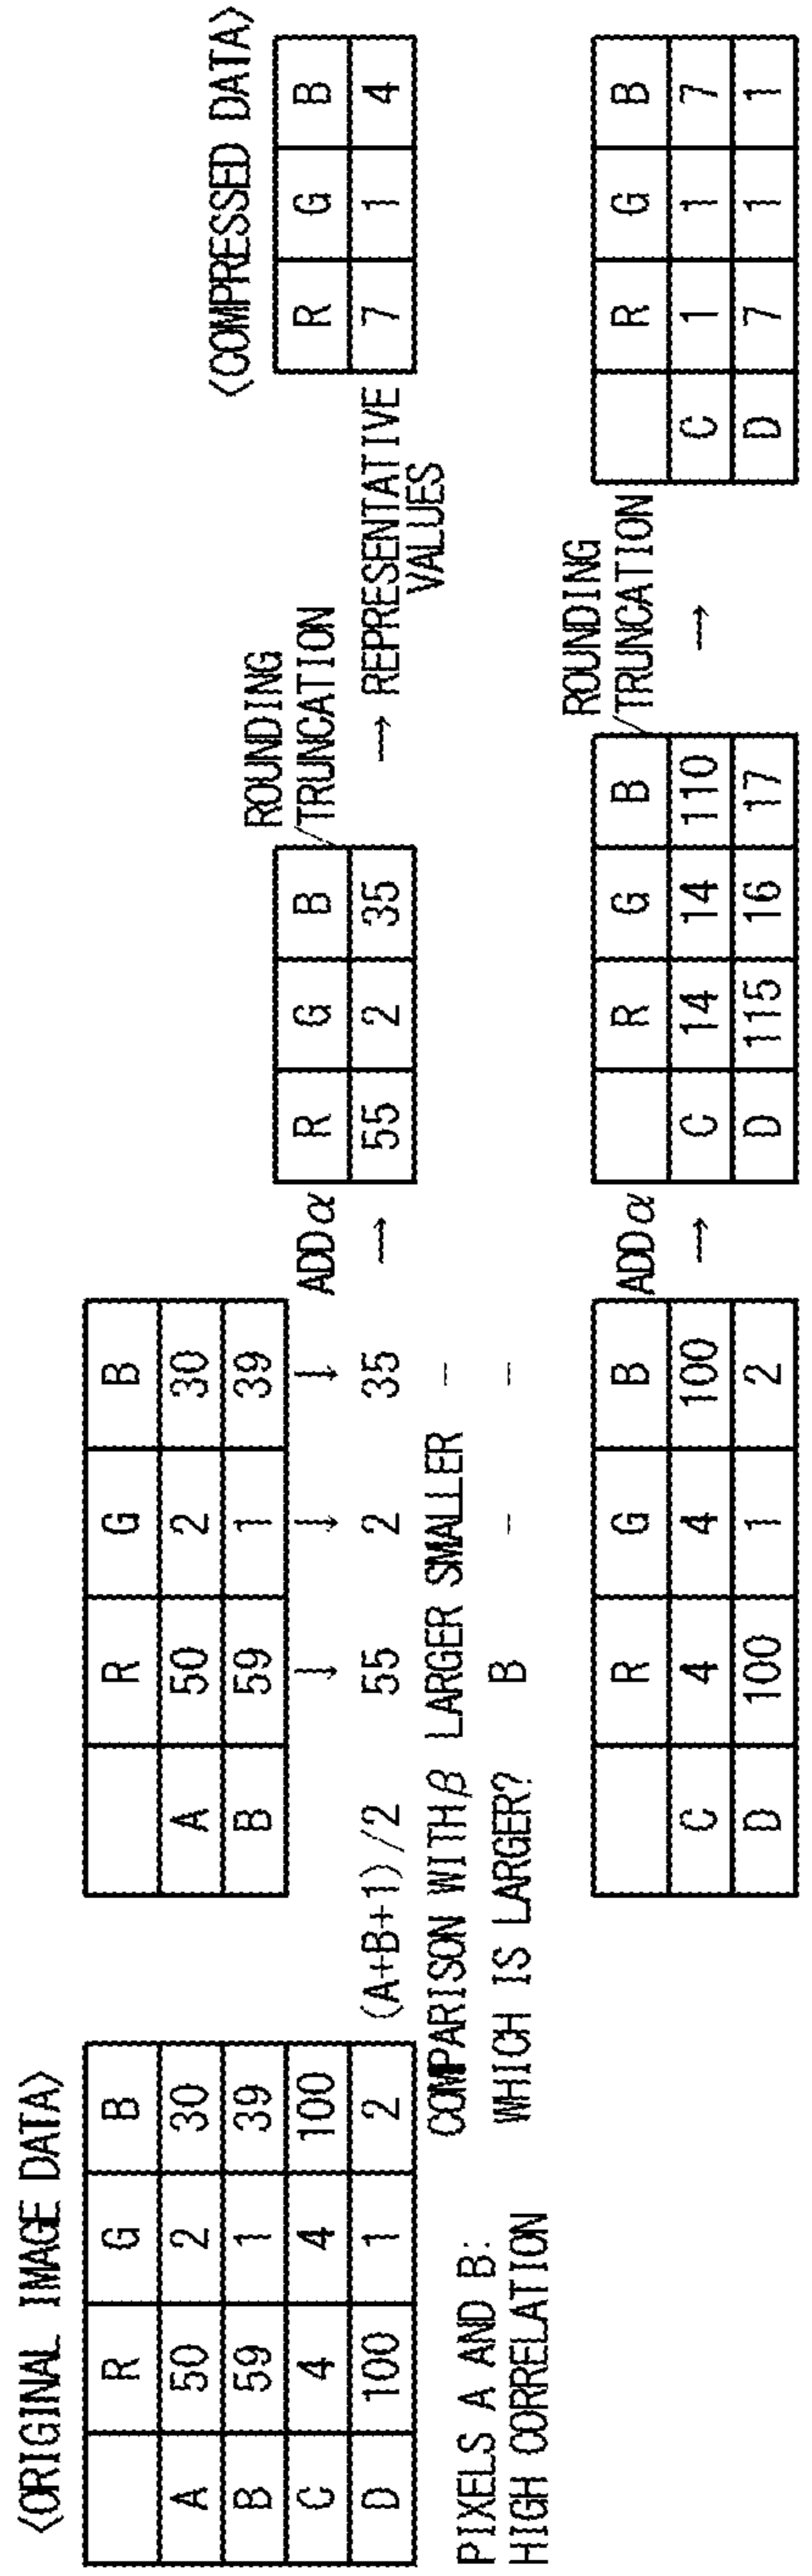 <ORIGINAL IMAGE DATA>
R G B
A 50 2 30
B 59 1 39
C 4 4 100
D 100 1 2
PIXELS A AND B:
HIGH CORRELATION
R G B
A 50 2 30
B 59 1 39
↓ ↓ ↓
(A+B+1)/2 55 2 35
COMPARISON WITH β LARGER SMALLER –
WHICH IS LARGER? B – –
ADD α
→
R G B
55 2 35
ROUNDING
/TRUNCATION
→ REPRESENTATIVE
VALUES
<COMPRESSED DATA>
R G B
7 1 4
R G B
C 4 4 100
D 100 1 2
ADD α
→
R G B
C 14 14 110
D 115 16 17
ROUNDING
/TRUNCATION
→
R G B
C 1 1 7
D 7 1 1